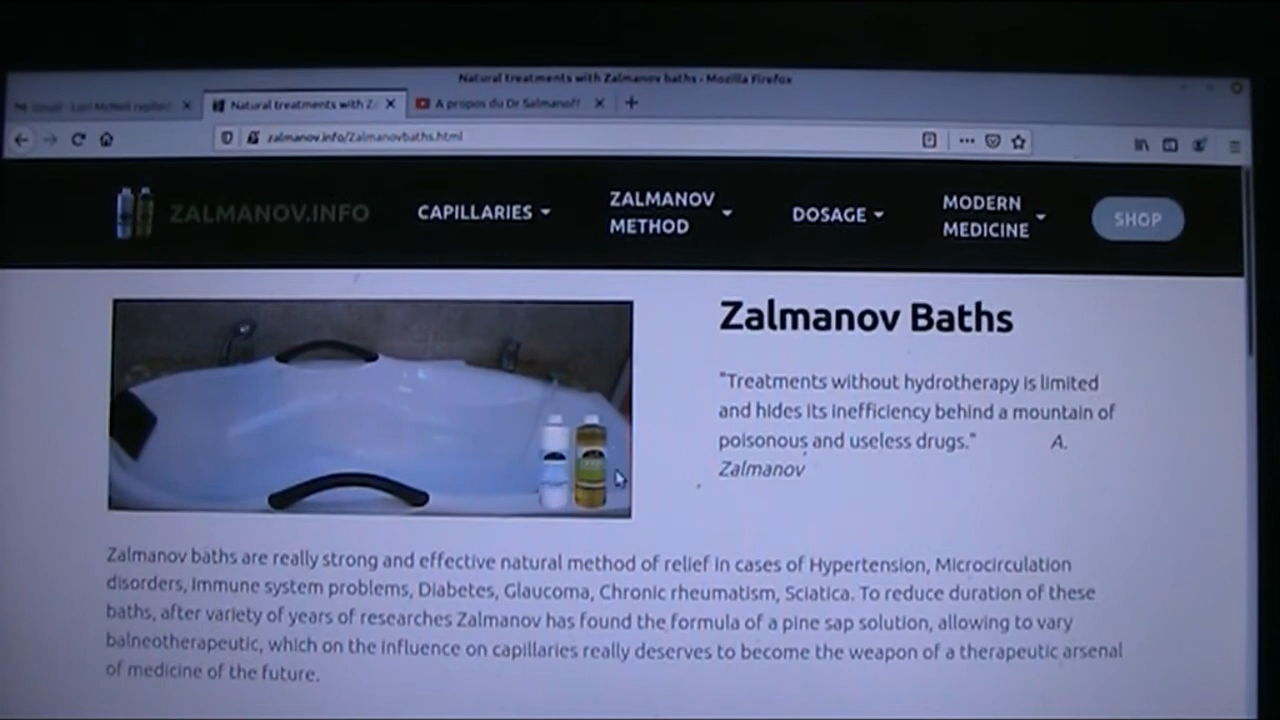 Natural treatments with Zalmanov baths - Mozilla Firefox
Natural treatments with Z
A propos du Dr Salmanoff
zalmanov.info/Zalmanovbaths.html
ZALMANOV.INFO
CAPILLARIES
ZALMANOV
METHOD
DOSAGE
MODERN
MEDICINE
SHOP
Zalmanov Baths
"Treatments without hydrotherapy is limited
and hides its inefficiency behind a mountain of
poisonous and useless drugs." A.
Zalmanov
Zalmanov baths are really strong and effective natural method of relief in cases of Hypertension, Microcirculation
disorders, Immune system problems, Diabetes, Glaucoma, Chronic rheumatism, Sciatica. To reduce duration of these
baths, after variety of years of researches Zalmanov has found the formula of a pine sap solution, allowing to vary
balneotherapeutic, which on the influence on capillaries really deserves to become the weapon of a therapeutic arsenal
of medicine of the future.